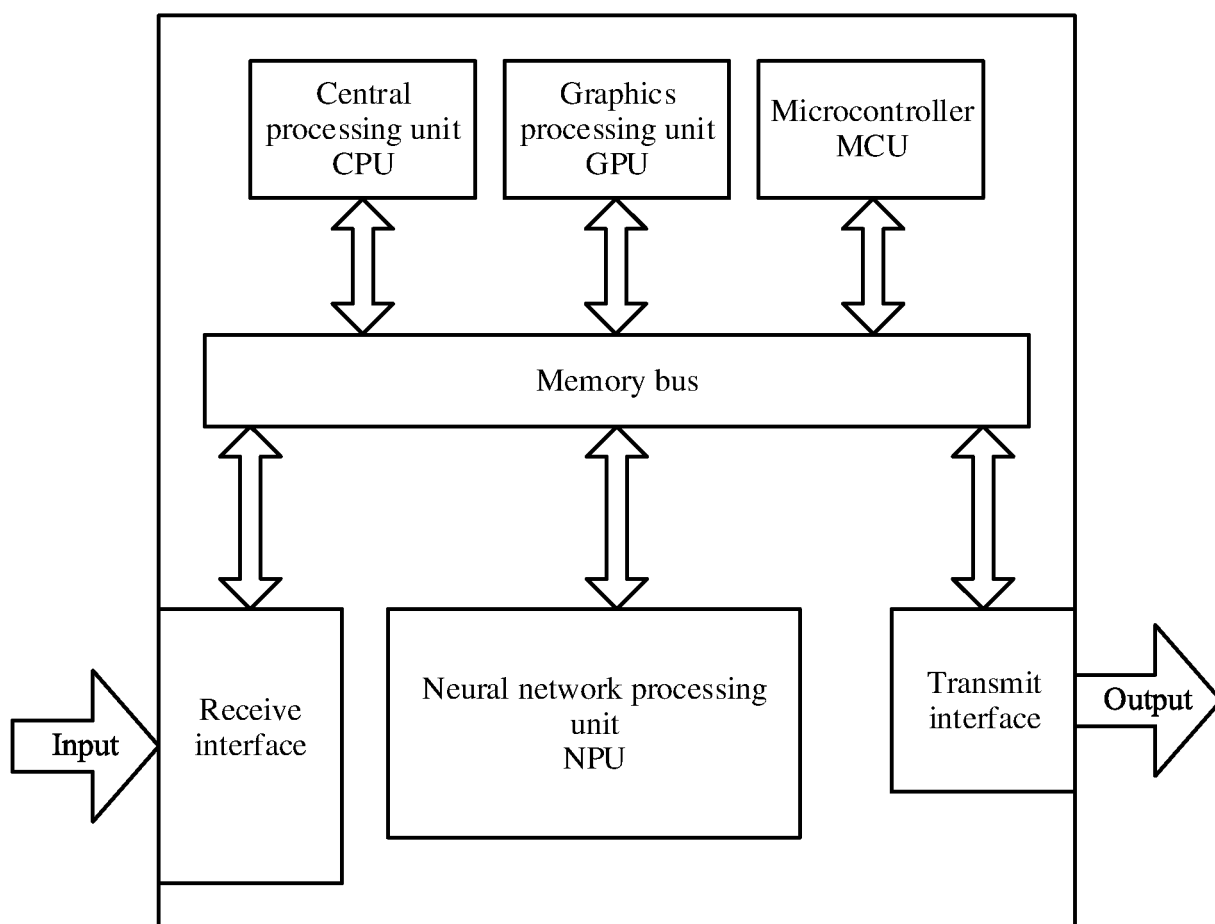 Central
processing unit
CPU
Graphics
processing unit
GPU
Microcontroller
MCU
Memory bus
Input
Receive
interface
Neural network processing
unit
NPU
Transmit
interface
Output